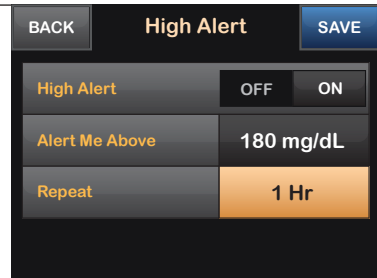 BACK High Alert SAVE
High Alert OFF ON
Alert Me Above 180 mg/dL
Repeat 1 Hr